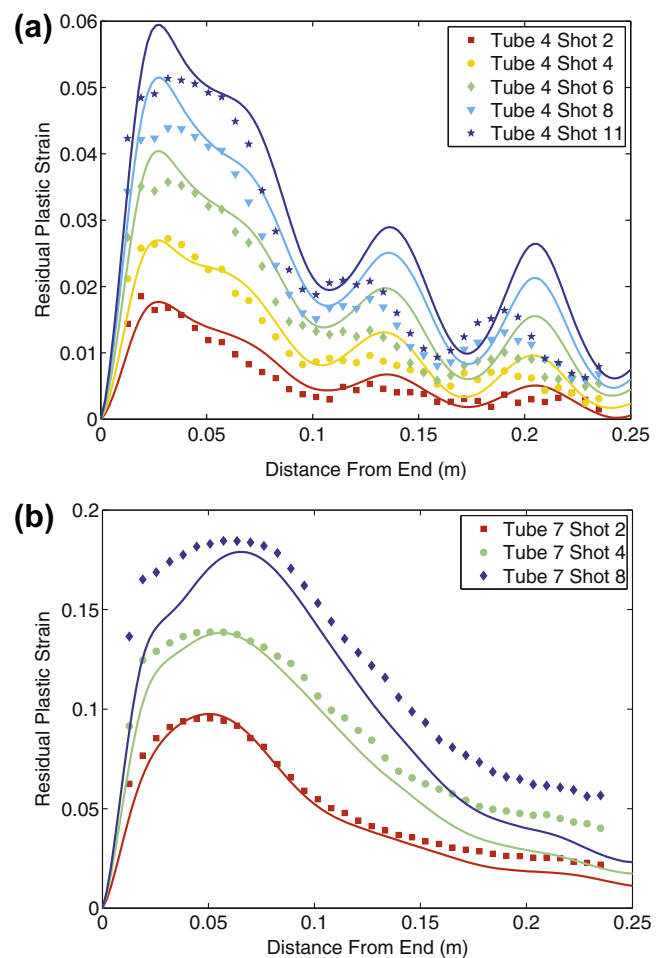 (a)
0.06
0.05
0.04
0.03
0.02
0.01
0
Residual Plastic Strain
Tube 4 Shot 2
Tube 4 Shot 4
Tube 4 Shot 6
Tube 4 Shot 8
Tube 4 Shot 11
0 0.05 0.1 0.15 0.2 0.25
Distance From End (m)
(b)
0.2
0.15
0.1
0.05
0
Residual Plastic Strain
Tube 7 Shot 2
Tube 7 Shot 4
Tube 7 Shot 8
0 0.05 0.1 0.15 0.2 0.25
Distance From End (m)